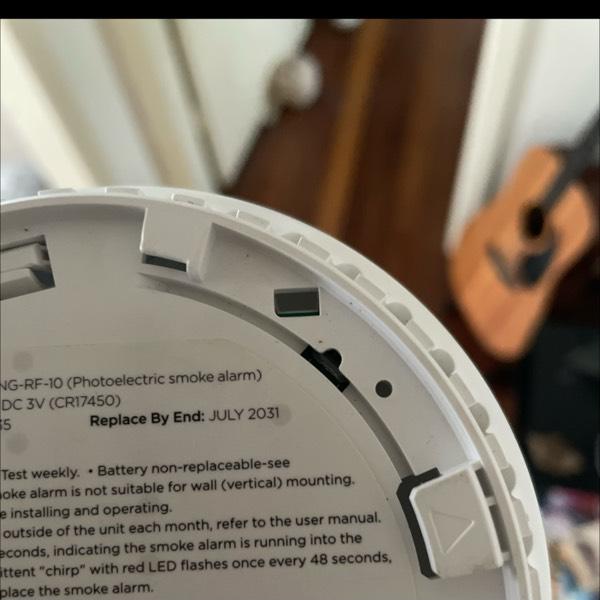 NG-RF-10 (Photoelectric smoke alarm)
DC 3V (CR17450)
35 Replace By End: JULY 2031
Test weekly. • Battery non-replaceable-see
oke alarm is not suitable for wall (vertical) mounting.
e installing and operating.
outside of the unit each month, refer to the user manual.
econds, indicating the smoke alarm is running into the
ittent "chirp" with red LED flashes once every 48 seconds,
place the smoke alarm.